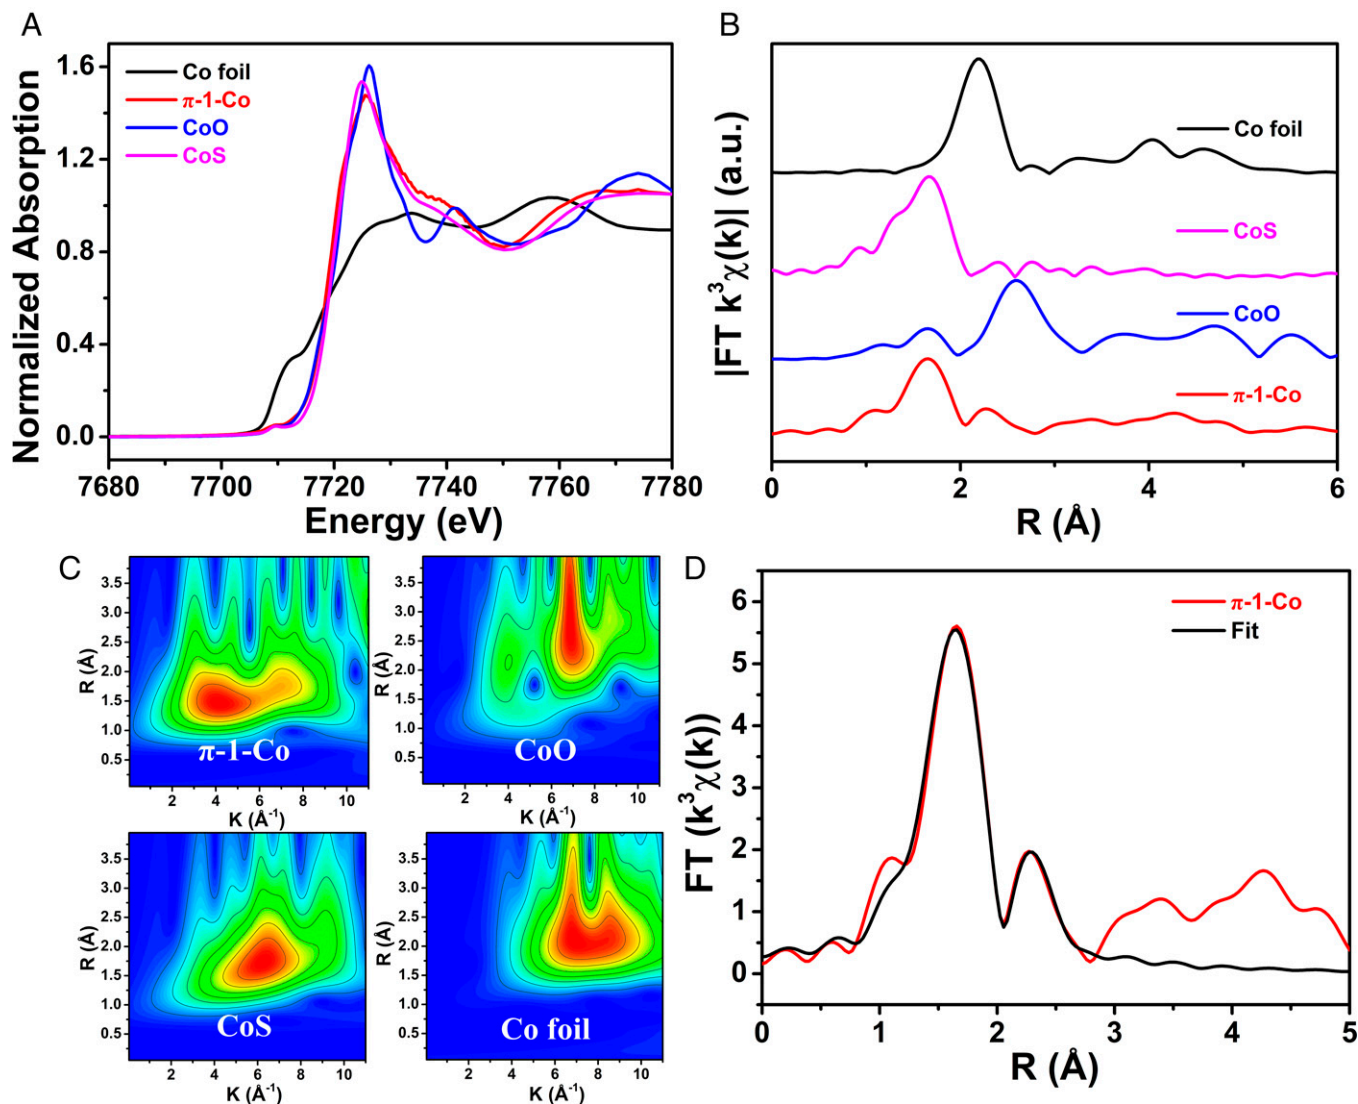 A
Normalized Absorption
1.6
1.2
0.8
0.4
0.0
Co foil
π-1-Co
CoO
CoS
7680 7700 7720 7740 7760 7780
Energy (eV)
B
|FT k³χ(k)| (a.u.)
Co foil
CoS
CoO
π-1-Co
0 2 4 6
R (Å)
C
R (Å)
3.5
3.0
2.5
2.0
1.5
1.0
0.5
π-1-Co
2 4 6 8 10
K (Å⁻¹)
R (Å)
3.5
3.0
2.5
2.0
1.5
1.0
0.5
CoO
2 4 6 8 10
K (Å⁻¹)
R (Å)
3.5
3.0
2.5
2.0
1.5
1.0
0.5
CoS
2 4 6 8 10
K (Å⁻¹)
R (Å)
3.5
3.0
2.5
2.0
1.5
1.0
0.5
Co foil
2 4 6 8 10
K (Å⁻¹)
D
FT (k³χ(k))
6
5
4
3
2
1
0
π-1-Co
Fit
0 1 2 3 4 5
R (Å)